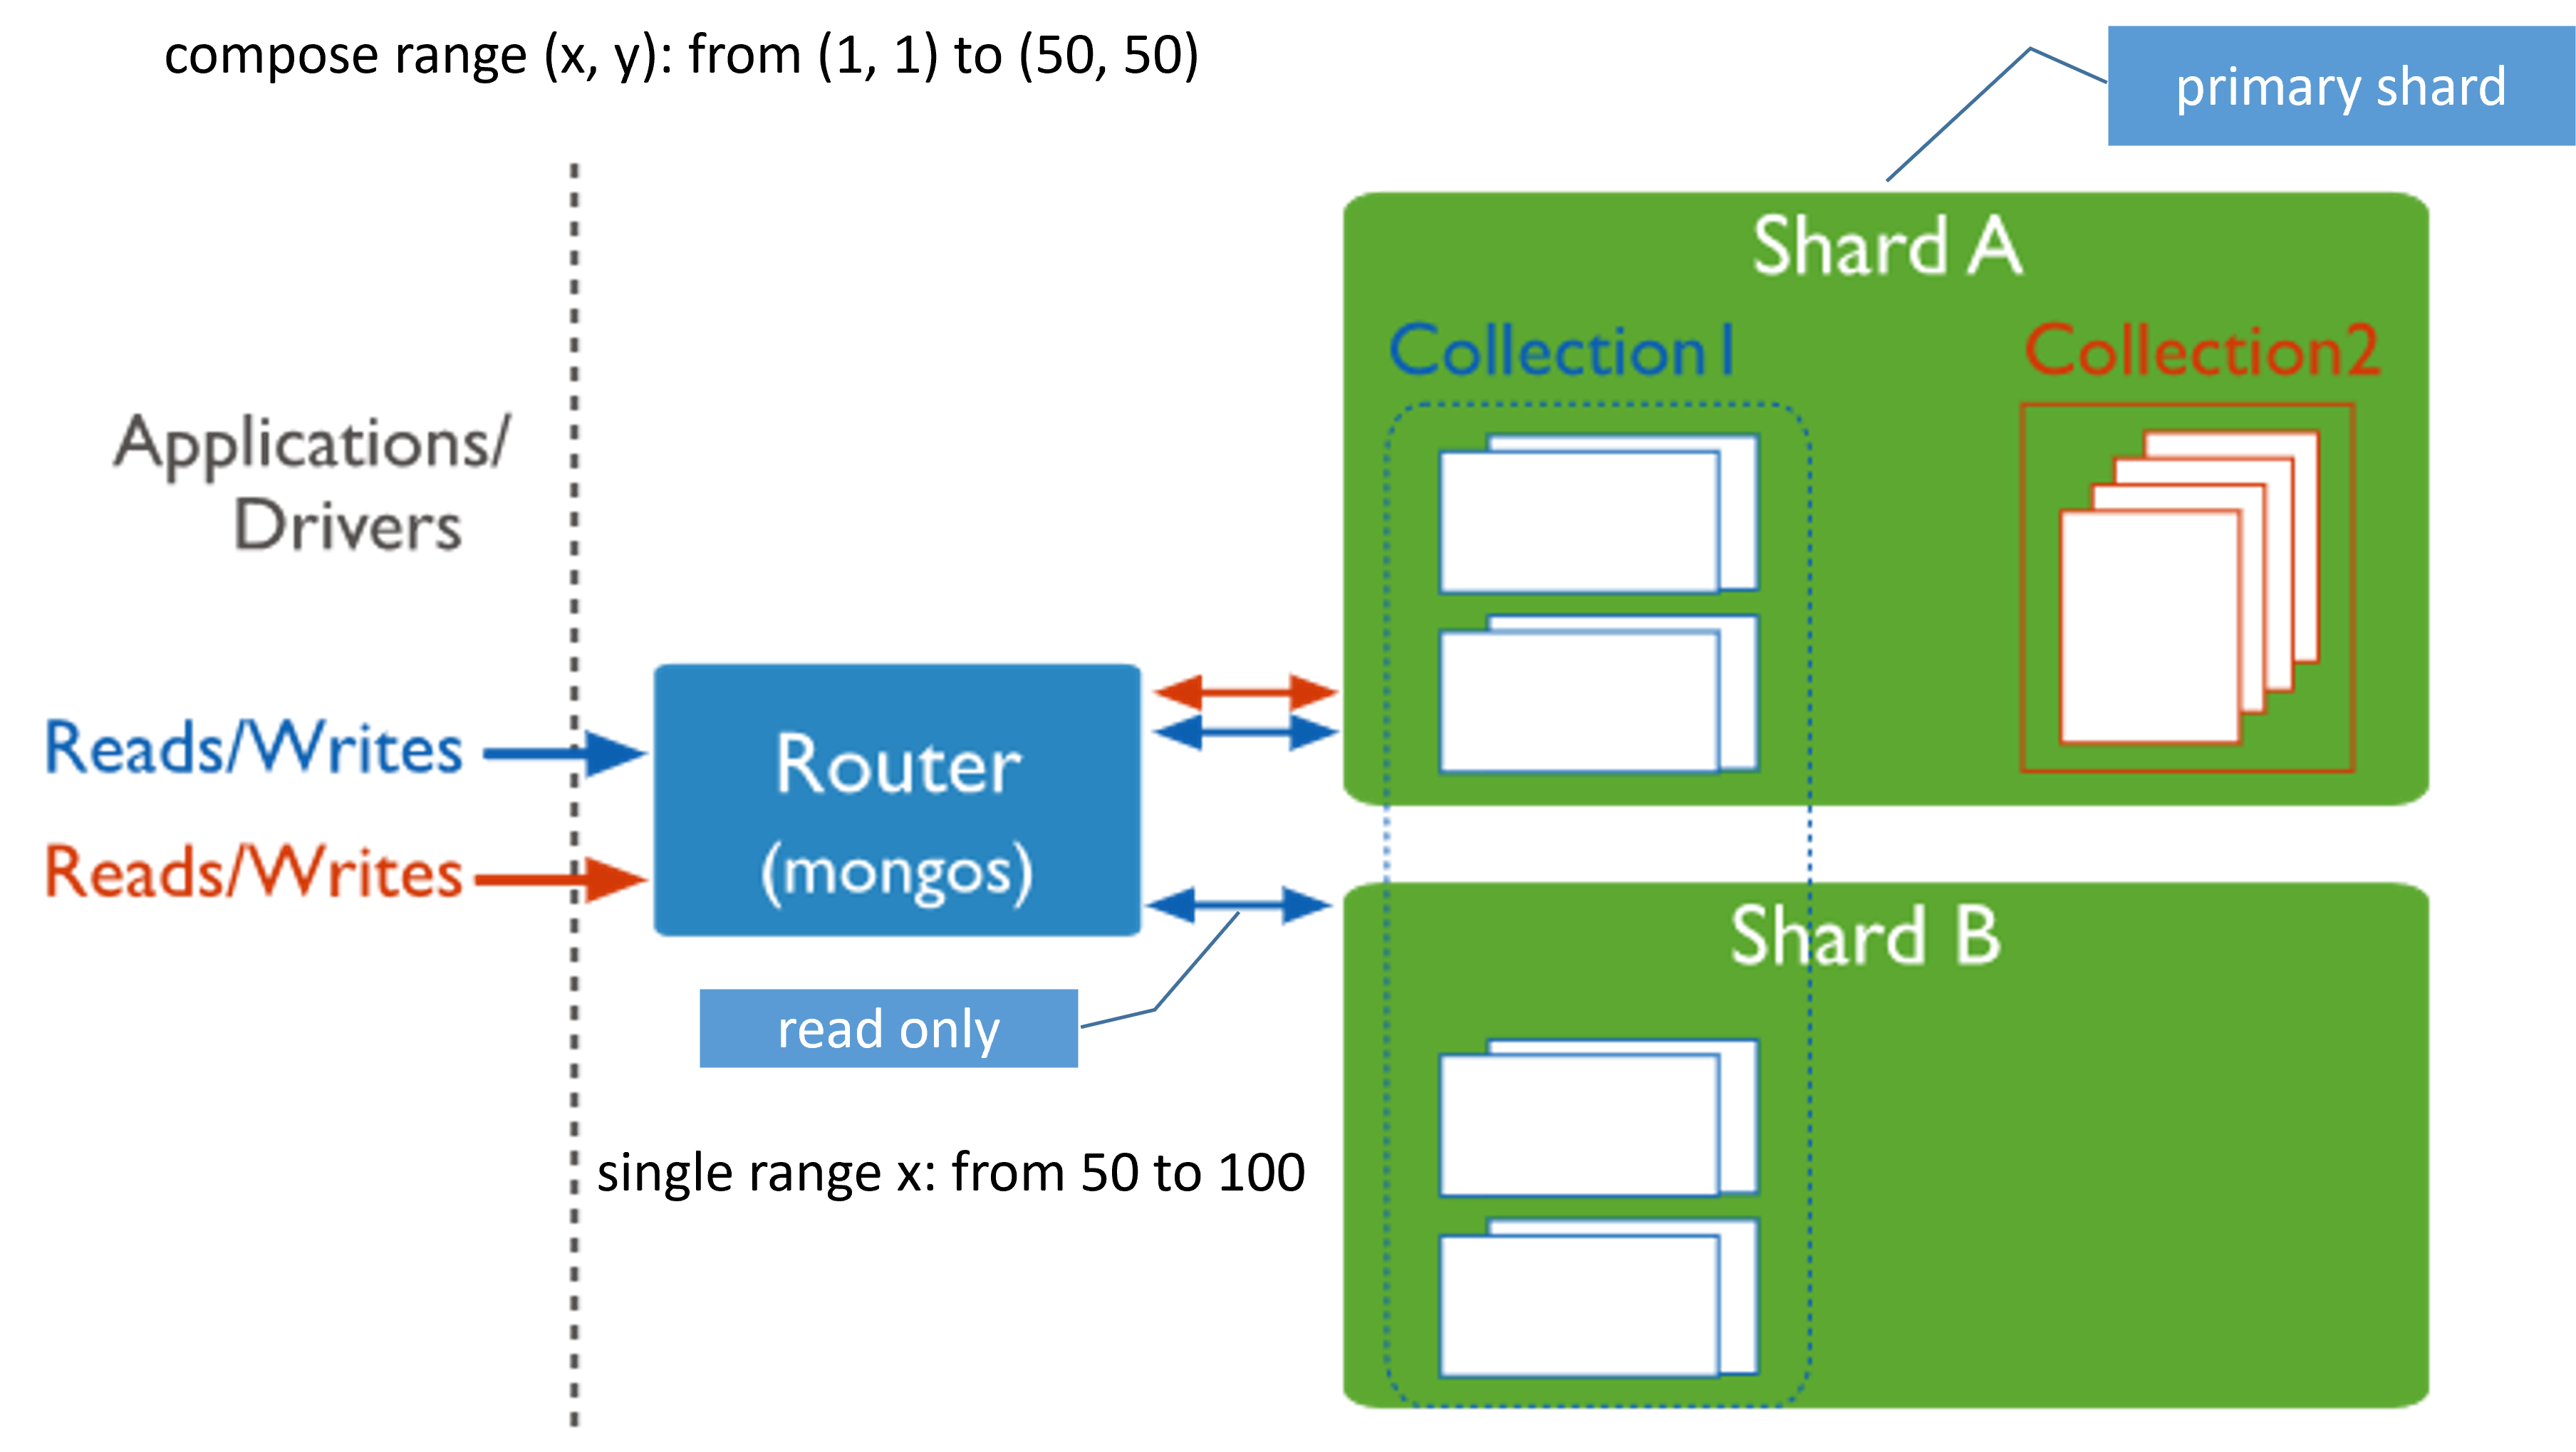 compose range (x, y): from (1, 1) to (50, 50)
primary shard
Shard A
Collection1
Collection2
Applications/
Drivers
Reads/Writes
Reads/Writes
Router
(mongos)
Shard B
read only
single range x: from 50 to 100